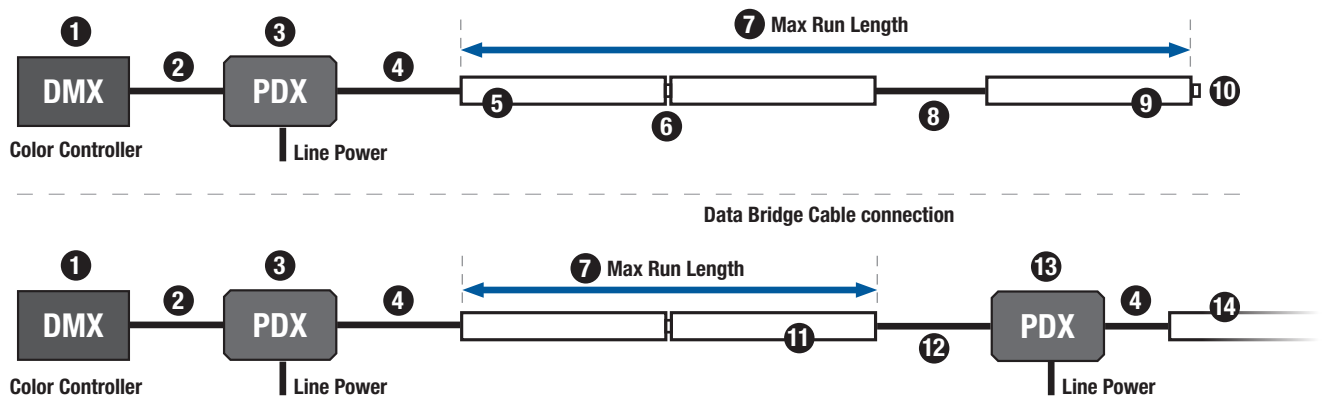 1 3 7 Max Run Length
2 4
DMX PDX
5 9 10
6 8
Color Controller Line Power
Data Bridge Cable connection
1 3 7 Max Run Length 13
2 4 4 14
DMX PDX PDX
11 12
Color Controller Line Power Line Power